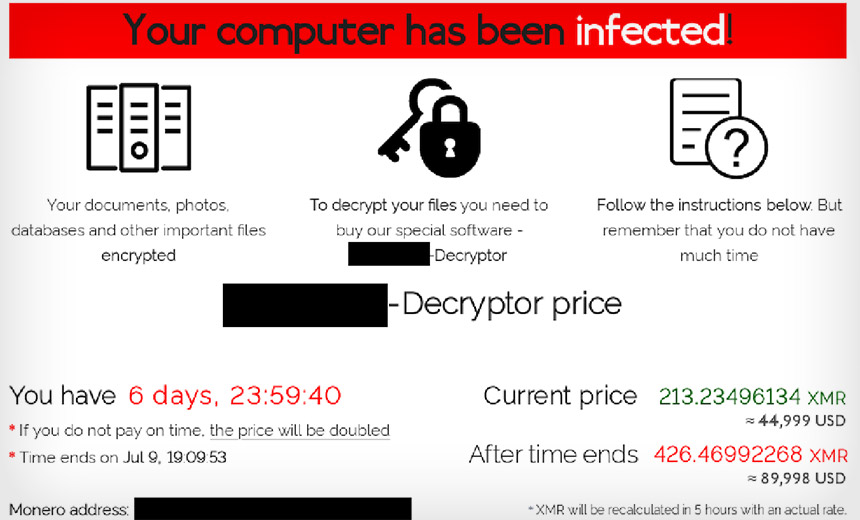 Your computer has been infected!
Your documents, photos,
databases and other important files
encrypted
To decrypt your files you need to
buy our special software -
-Decryptor
Follow the instructions below. But
remember that you do not have
much time
-Decryptor price
You have 6 days, 23:59:40
* If you do not pay on time, the price will be doubled
* Time ends on Jul 9, 19:09:53
Monero address:
Current price 213.23496134 XMR
≈ 44,999 USD
After time ends 426.46992268 XMR
≈ 89,998 USD
* XMR will be recalculated in 5 hours with an actual rate.